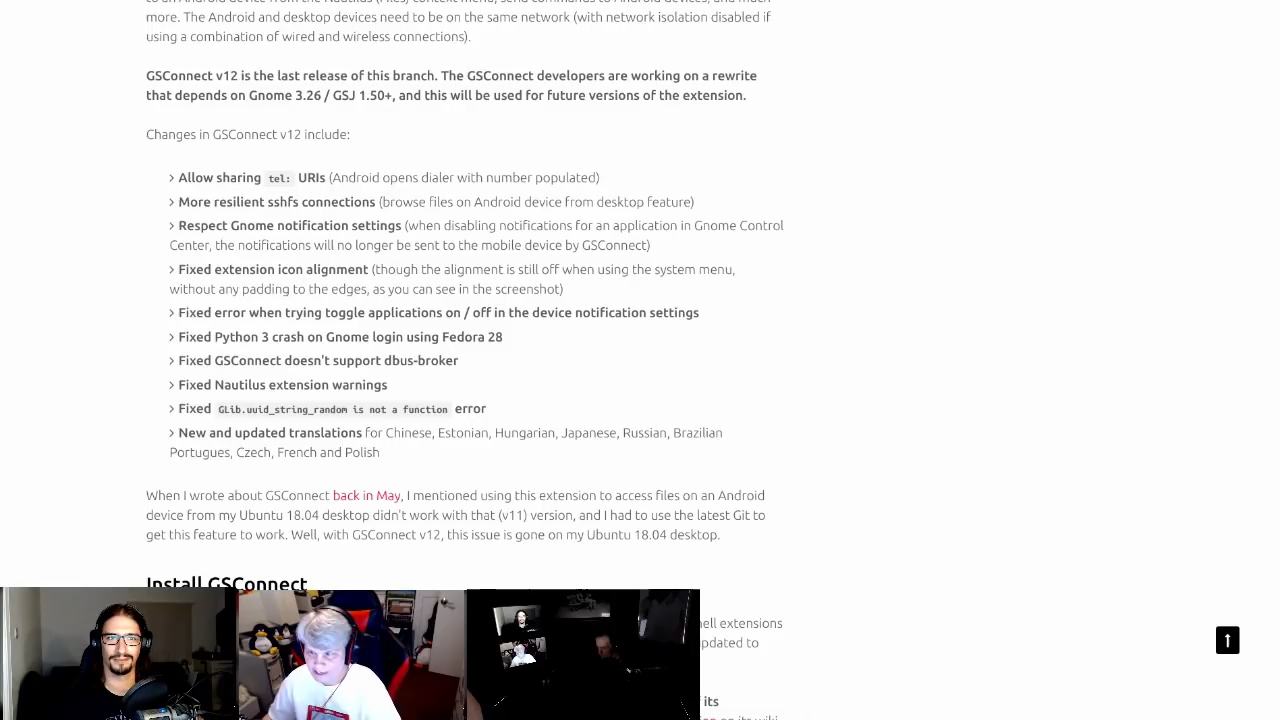 to an Android device from the Nautilus (Files) context menu, send commands to Android devices, and much
more. The Android and desktop devices need to be on the same network (with network isolation disabled if
using a combination of wired and wireless connections).
GSConnect v12 is the last release of this branch. The GSConnect developers are working on a rewrite
that depends on Gnome 3.26 / GSJ 1.50+, and this will be used for future versions of the extension.
Changes in GSConnect v12 include:
> Allow sharing tel: URIs (Android opens dialer with number populated)
> More resilient sshfs connections (browse files on Android device from desktop feature)
> Respect Gnome notification settings (when disabling notifications for an application in Gnome Control
Center, the notifications will no longer be sent to the mobile device by GSConnect)
> Fixed extension icon alignment (though the alignment is still off when using the system menu,
without any padding to the edges, as you can see in the screenshot)
> Fixed error when trying toggle applications on / off in the device notification settings
> Fixed Python 3 crash on Gnome login using Fedora 28
> Fixed GSConnect doesn't support dbus-broker
> Fixed Nautilus extension warnings
> Fixed GLib.uuid_string_random is not a function error
> New and updated translations for Chinese, Estonian, Hungarian, Japanese, Russian, Brazilian
Portugues, Czech, French and Polish
When I wrote about GSConnect back in May, I mentioned using this extension to access files on an Android
device from my Ubuntu 18.04 desktop didn't work with that (v11) version, and I had to use the latest Git to
get this feature to work. Well, with GSConnect v12, this issue is gone on my Ubuntu 18.04 desktop.
Install GSConnect
ell extensions
pdated to
its
on its wiki